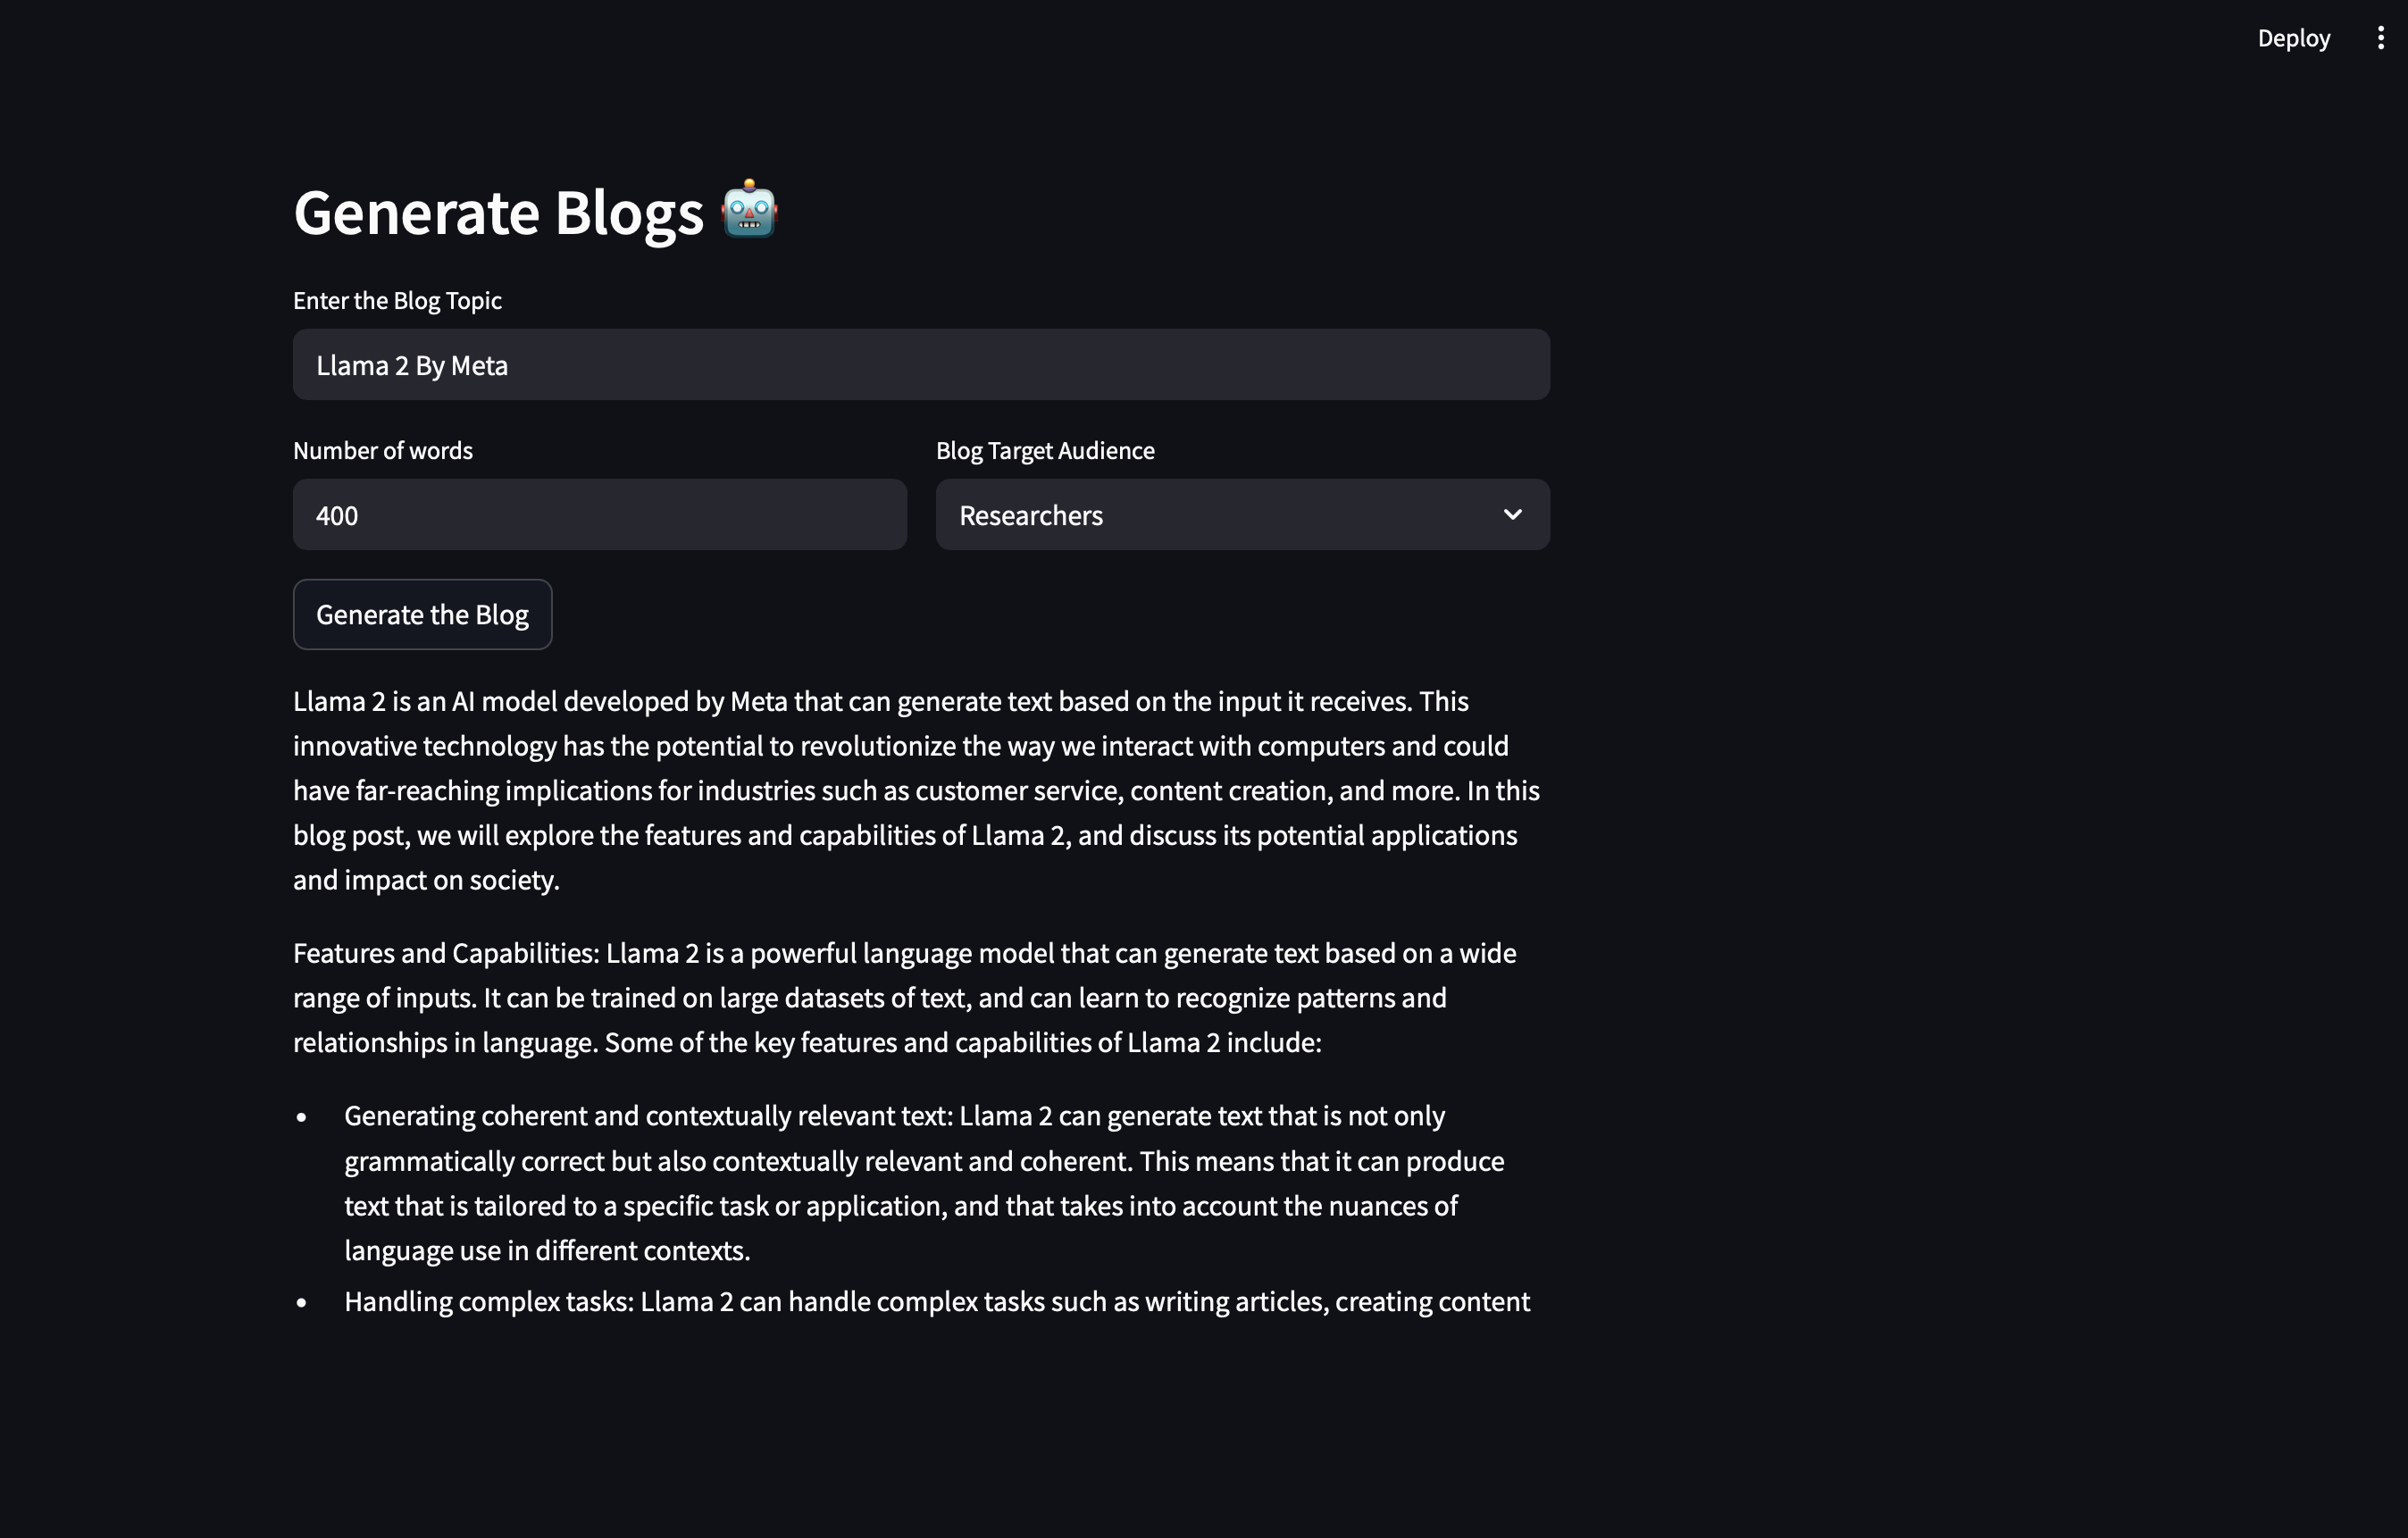 Deploy
Generate Blogs 🤖
Enter the Blog Topic
Llama 2 By Meta
Number of words
Blog Target Audience
400
Researchers
Generate the Blog
Llama 2 is an AI model developed by Meta that can generate text based on the input it receives. This
innovative technology has the potential to revolutionize the way we interact with computers and could
have far-reaching implications for industries such as customer service, content creation, and more. In this
blog post, we will explore the features and capabilities of Llama 2, and discuss its potential applications
and impact on society.
Features and Capabilities: Llama 2 is a powerful language model that can generate text based on a wide
range of inputs. It can be trained on large datasets of text, and can learn to recognize patterns and
relationships in language. Some of the key features and capabilities of Llama 2 include:
• Generating coherent and contextually relevant text: Llama 2 can generate text that is not only
grammatically correct but also contextually relevant and coherent. This means that it can produce
text that is tailored to a specific task or application, and that takes into account the nuances of
language use in different contexts.
• Handling complex tasks: Llama 2 can handle complex tasks such as writing articles, creating content